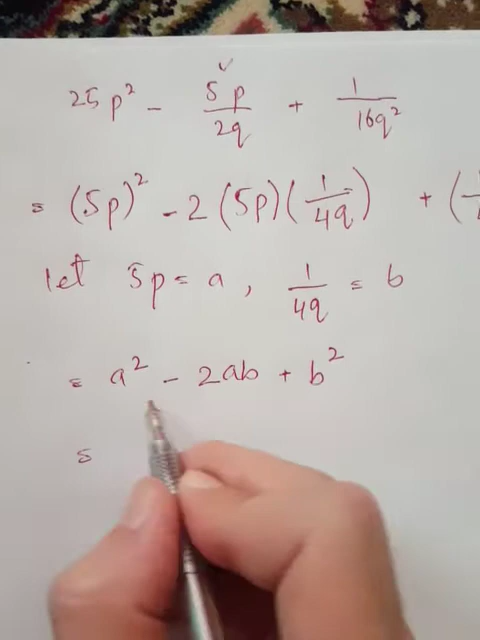 25p² - 5p/2q + 1/16q²
= (5p)² - 2(5p)(1/4q) + (
let 5p = a, 1/4q = b
= a² - 2ab + b²
=